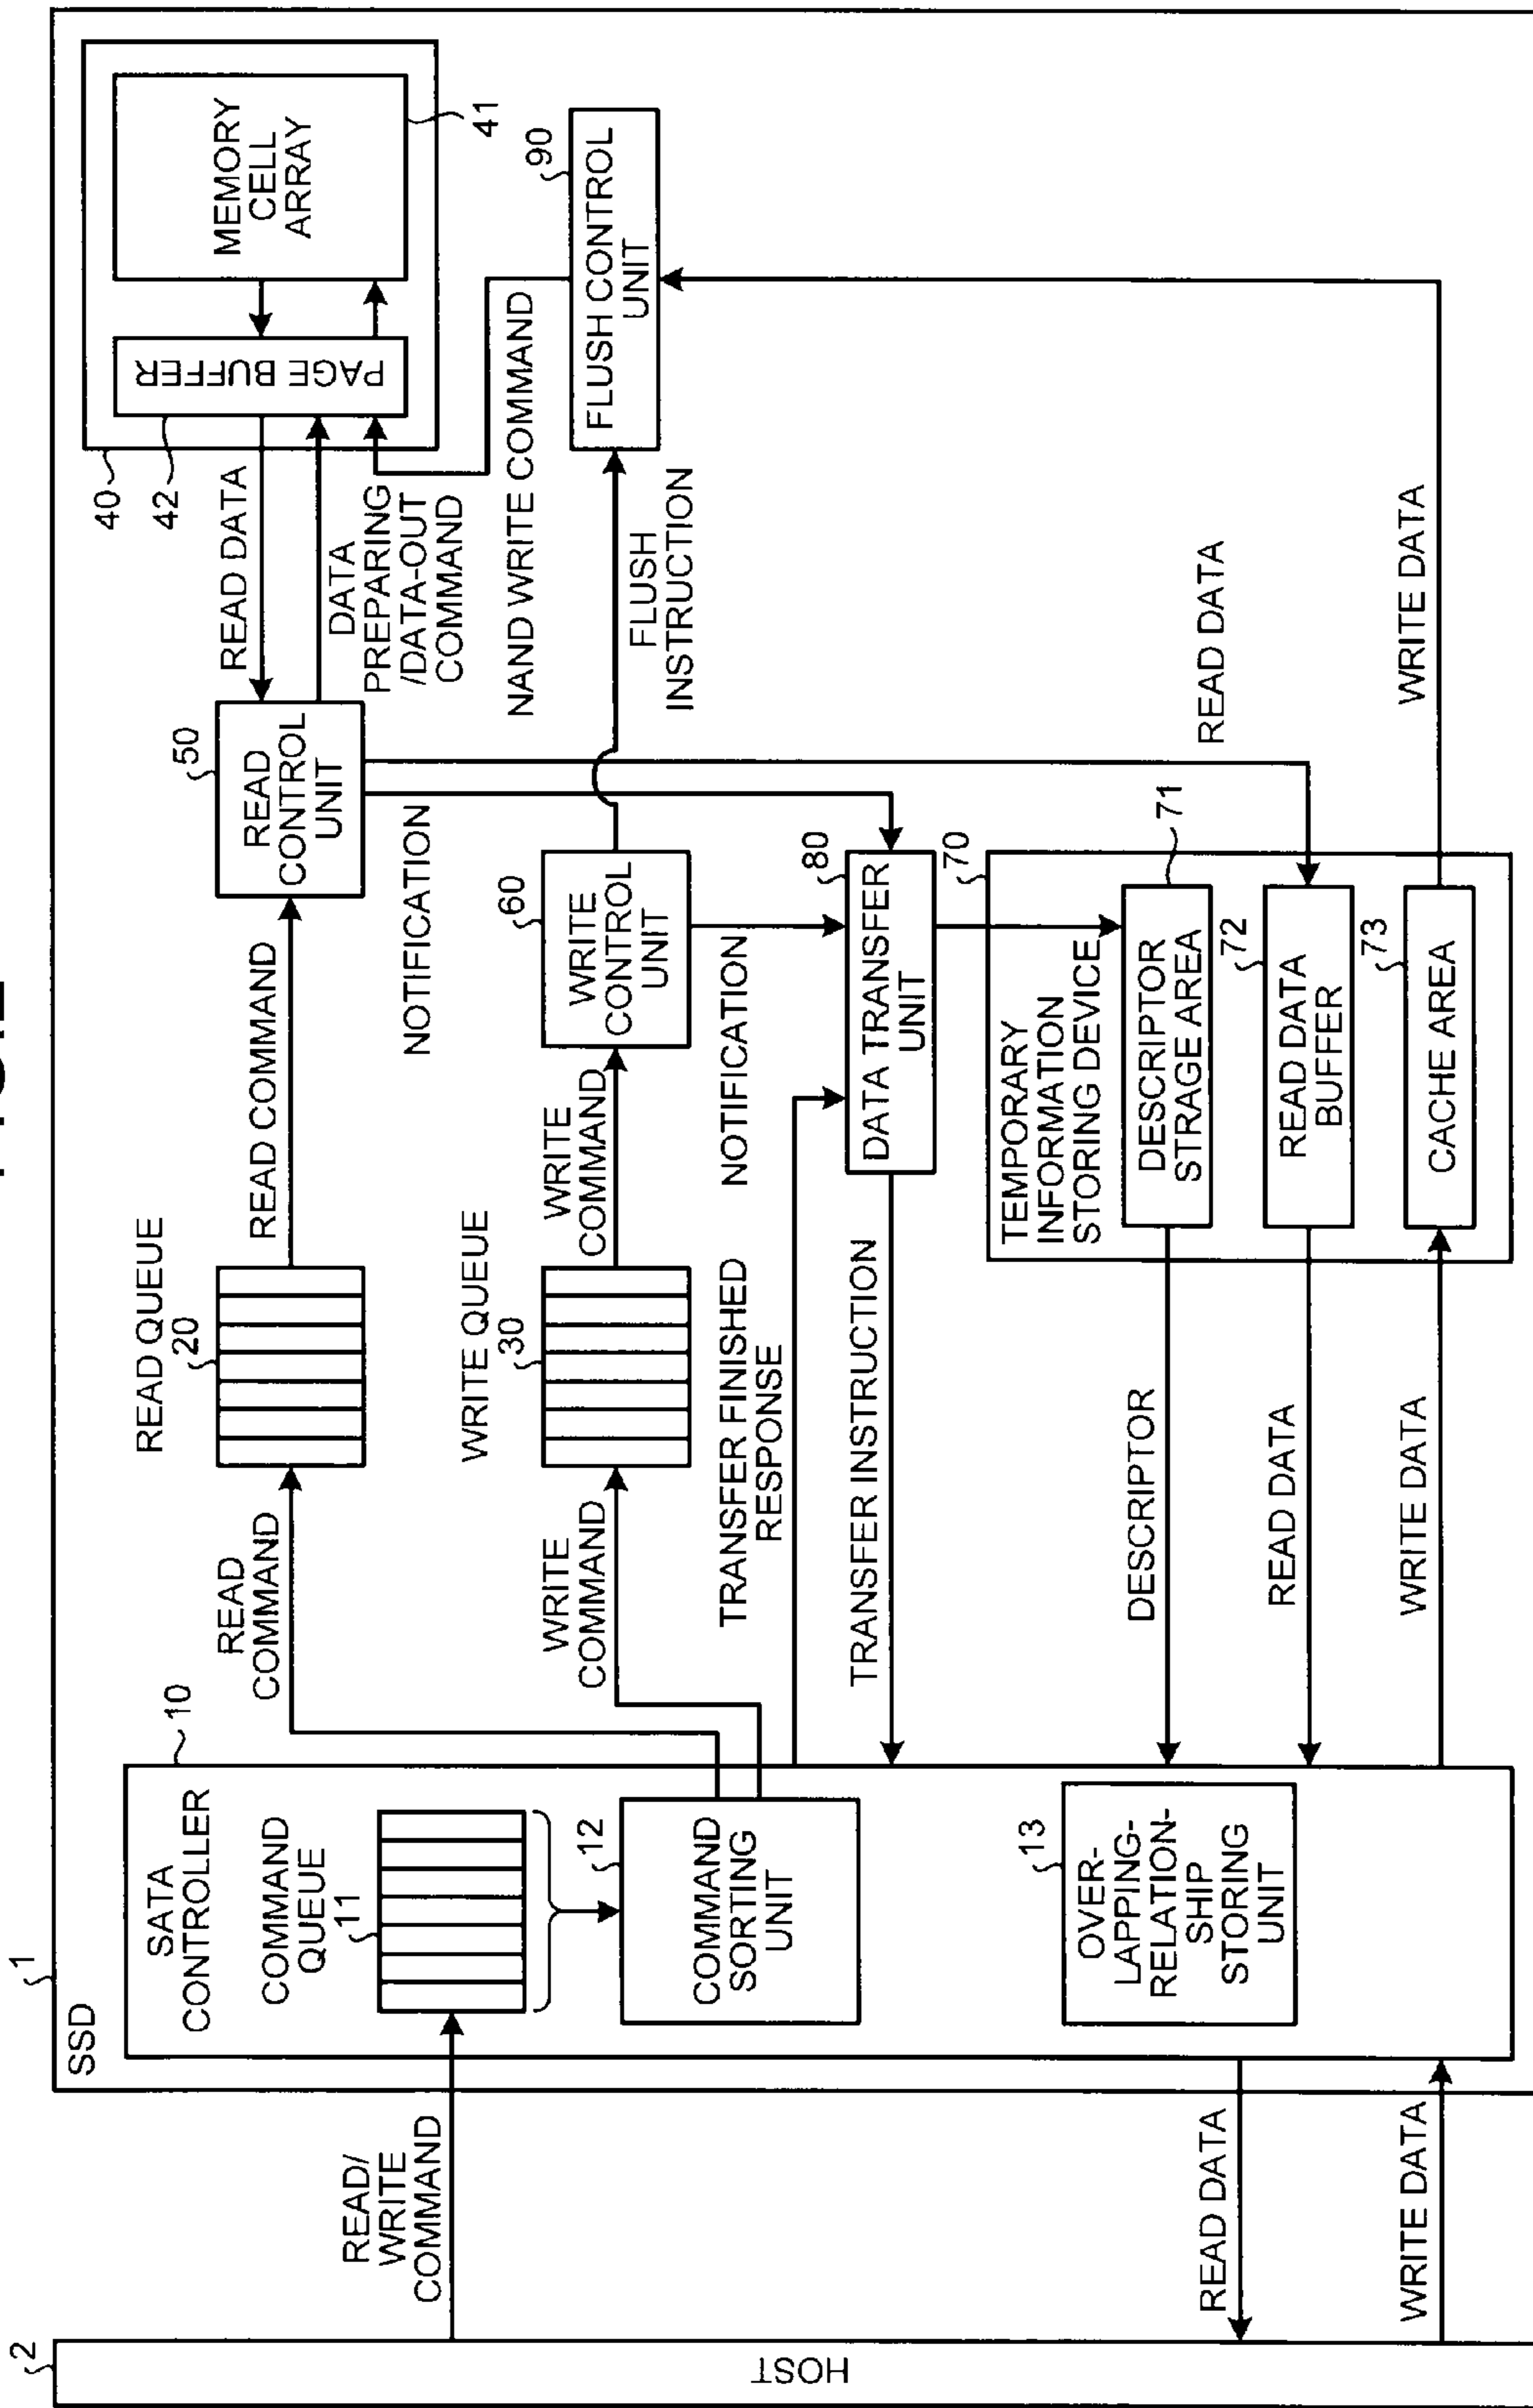 1
SSD
2
HOST
READ/
WRITE
COMMAND
READ DATA
WRITE DATA
10
SATA
CONTROLLER
COMMAND
QUEUE
11
12
COMMAND
SORTING
UNIT
13
OVER-
LAPPING-
RELATION-
SHIP
STORING
UNIT
READ
COMMAND
WRITE
COMMAND
TRANSFER FINISHED
RESPONSE
TRANSFER INSTRUCTION
DESCRIPTOR
READ DATA
WRITE DATA
READ QUEUE
20
WRITE QUEUE
30
READ COMMAND
WRITE
COMMAND
NOTIFICATION
NOTIFICATION
50
READ
CONTROL
UNIT
60
WRITE
CONTROL
UNIT
80
DATA TRANSFER
UNIT
70
TEMPORARY
INFORMATION
STORING DEVICE
71
DESCRIPTOR
STRAGE AREA
72
READ DATA
BUFFER
73
CACHE AREA
READ DATA
DATA
PREPARING
/DATA-OUT
COMMAND
NAND WRITE COMMAND
FLUSH
INSTRUCTION
READ DATA
WRITE DATA
40
42
PAGE BUFFER
MEMORY
CELL
ARRAY
41
90
FLUSH CONTROL
UNIT